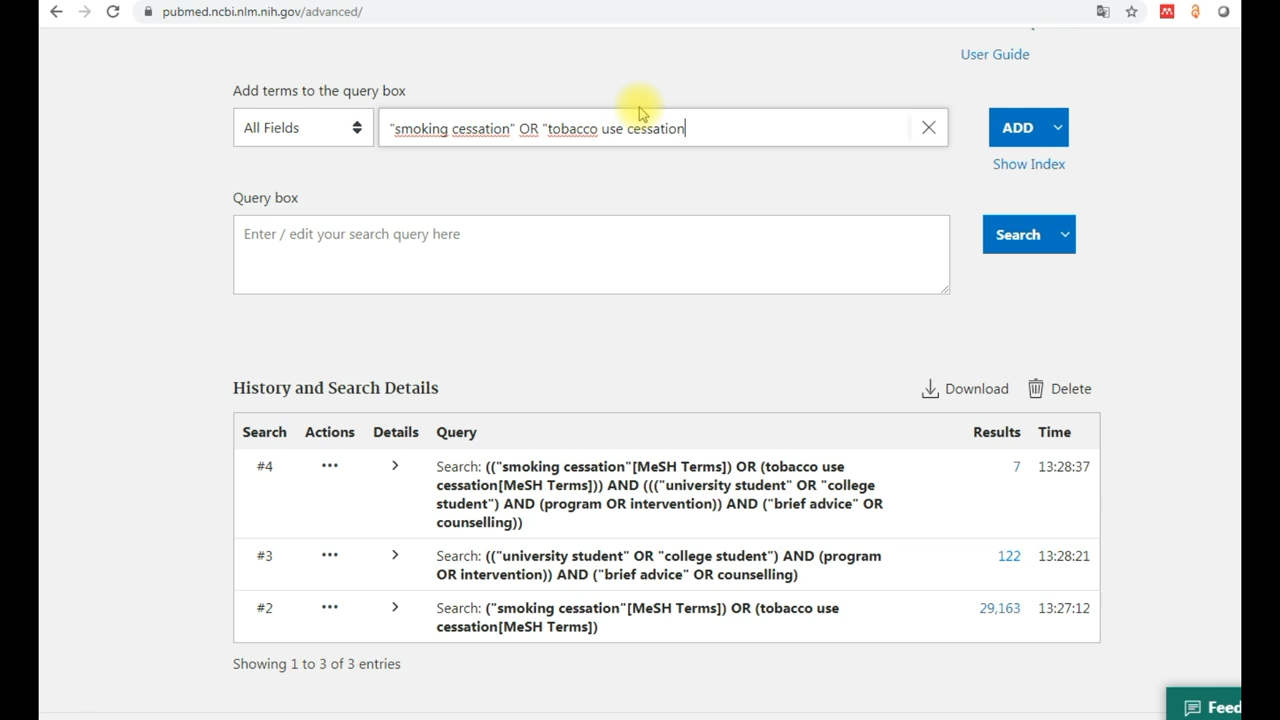 pubmed.ncbi.nlm.nih.gov/advanced/
User Guide
Add terms to the query box
All Fields "smoking cessation" OR "tobacco use cessation ADD
Show Index
Query box
Enter / edit your search query here Search
History and Search Details Download Delete
Search Actions Details Query Results Time
#4 ... Search: (("smoking cessation"[MeSH Terms]) OR (tobacco use 7 13:28:37
cessation[MeSH Terms])) AND ((("university student" OR "college
student") AND (program OR intervention)) AND ("brief advice" OR
counselling))
#3 ... Search: (("university student" OR "college student") AND (program 122 13:28:21
OR intervention)) AND ("brief advice" OR counselling)
#2 ... Search: ("smoking cessation"[MeSH Terms]) OR (tobacco use 29,163 13:27:12
cessation[MeSH Terms])
Showing 1 to 3 of 3 entries
Feed